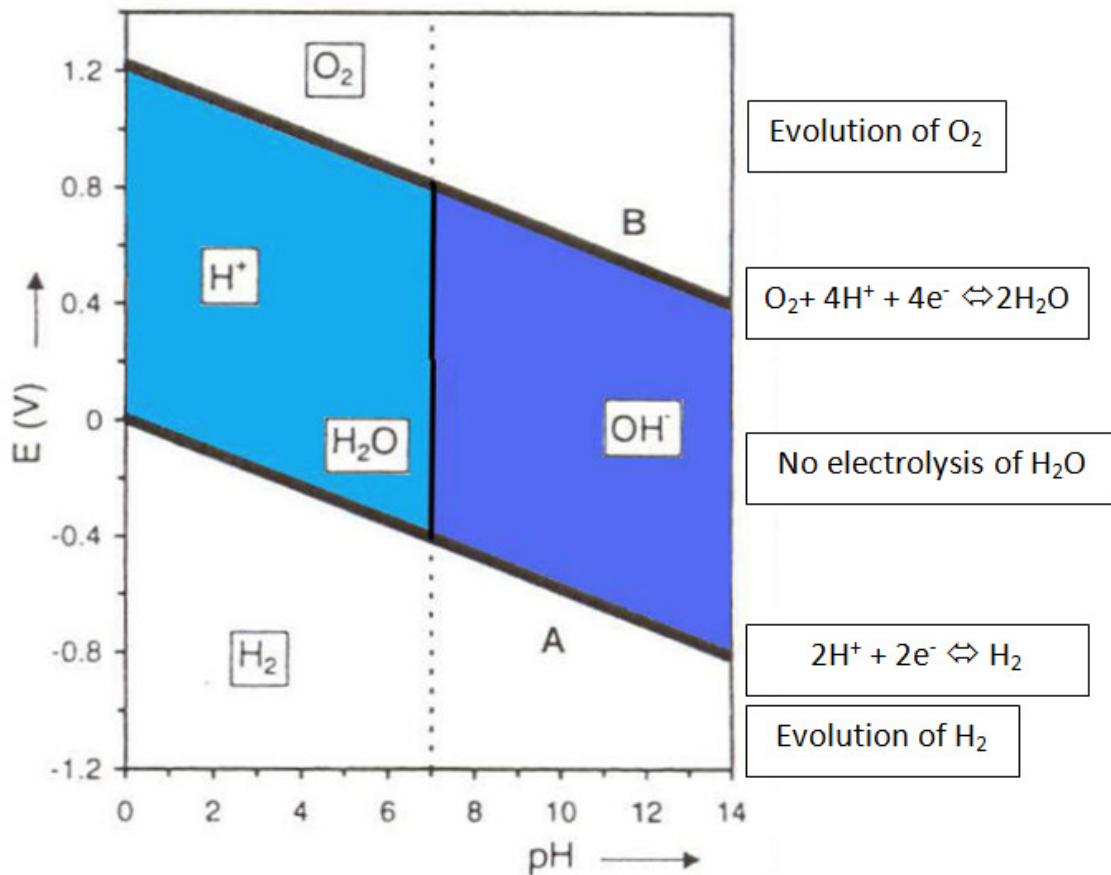 1.2
0.8
0.4
0
-0.4
-0.8
-1.2
E (V)
O₂
H⁺
H₂O
OH⁻
H₂
B
A
0 2 4 6 8 10 12 14
pH
Evolution of O₂
O₂+ 4H⁺ + 4e⁻ ⇔2H₂O
No electrolysis of H₂O
2H⁺ + 2e⁻ ⇔ H₂
Evolution of H₂